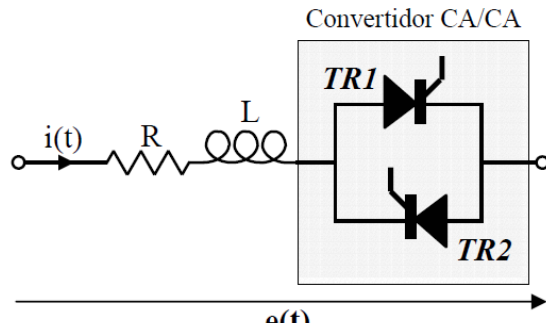 Convertidor CA/CA
TR1
L
i(t)
R
TR2
e(t)